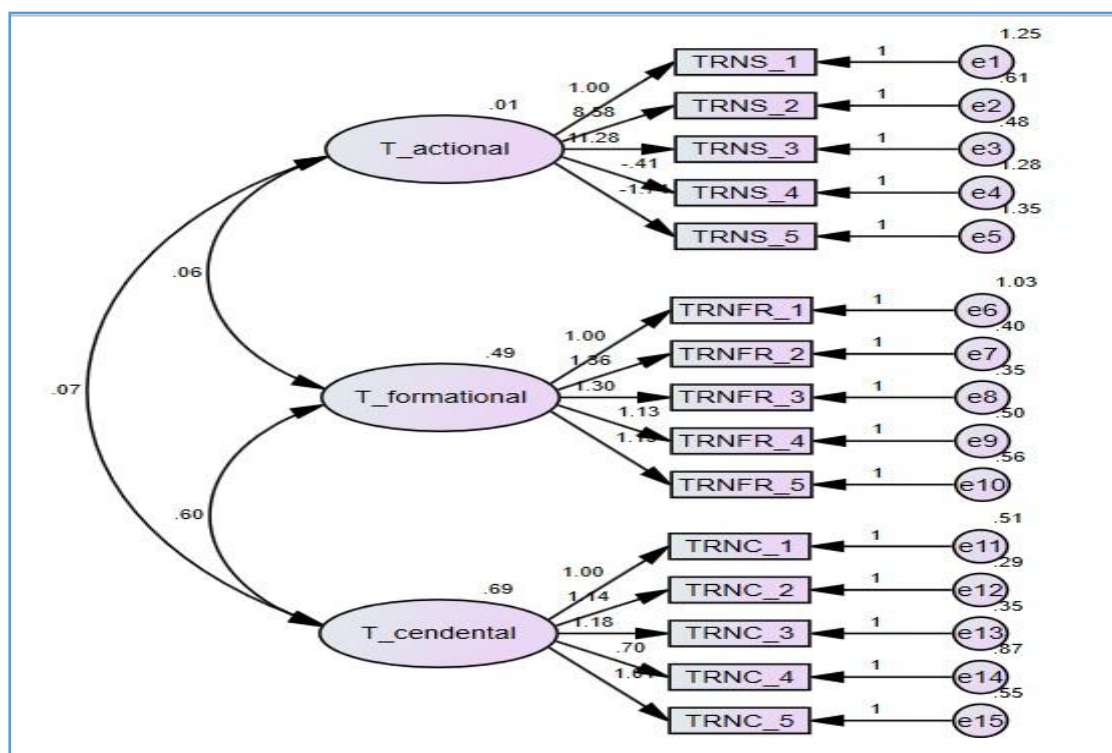 1.25
TRNS_1
1
e1
1.00
.61
.01
8.58
TRNS_2
1
e2
11.28
.48
T_actional
TRNS_3
1
e3
-.41
1.28
TRNS_4
1
e4
1.35
TRNS_5
1
e5
.06
1.03
TRNFR_1
1
e6
1.00
.40
.49
1.36
TRNFR_2
1
e7
1.30
.35
.07
T_formational
TRNFR_3
1
e8
1.13
.50
TRNFR_4
1
e9
.56
TRNFR_5
1
e10
.60
.51
TRNC_1
1
e11
1.00
.29
.69
1.14
TRNC_2
1
e12
1.18
.35
T_cendental
TRNC_3
1
e13
.70
.87
TRNC_4
1
e14
.55
TRNC_5
1
e15